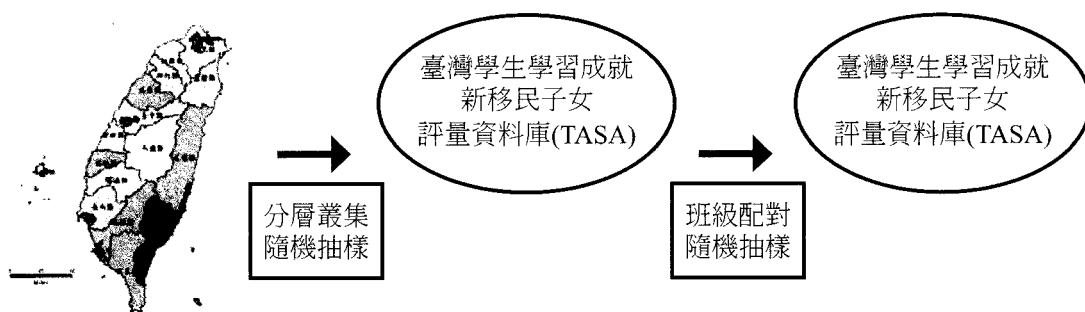 臺灣學生學習成就
新移民子女
評量資料庫(TASA)
分層叢集
隨機抽樣
臺灣學生學習成就
新移民子女
評量資料庫(TASA)
班級配對
隨機抽樣